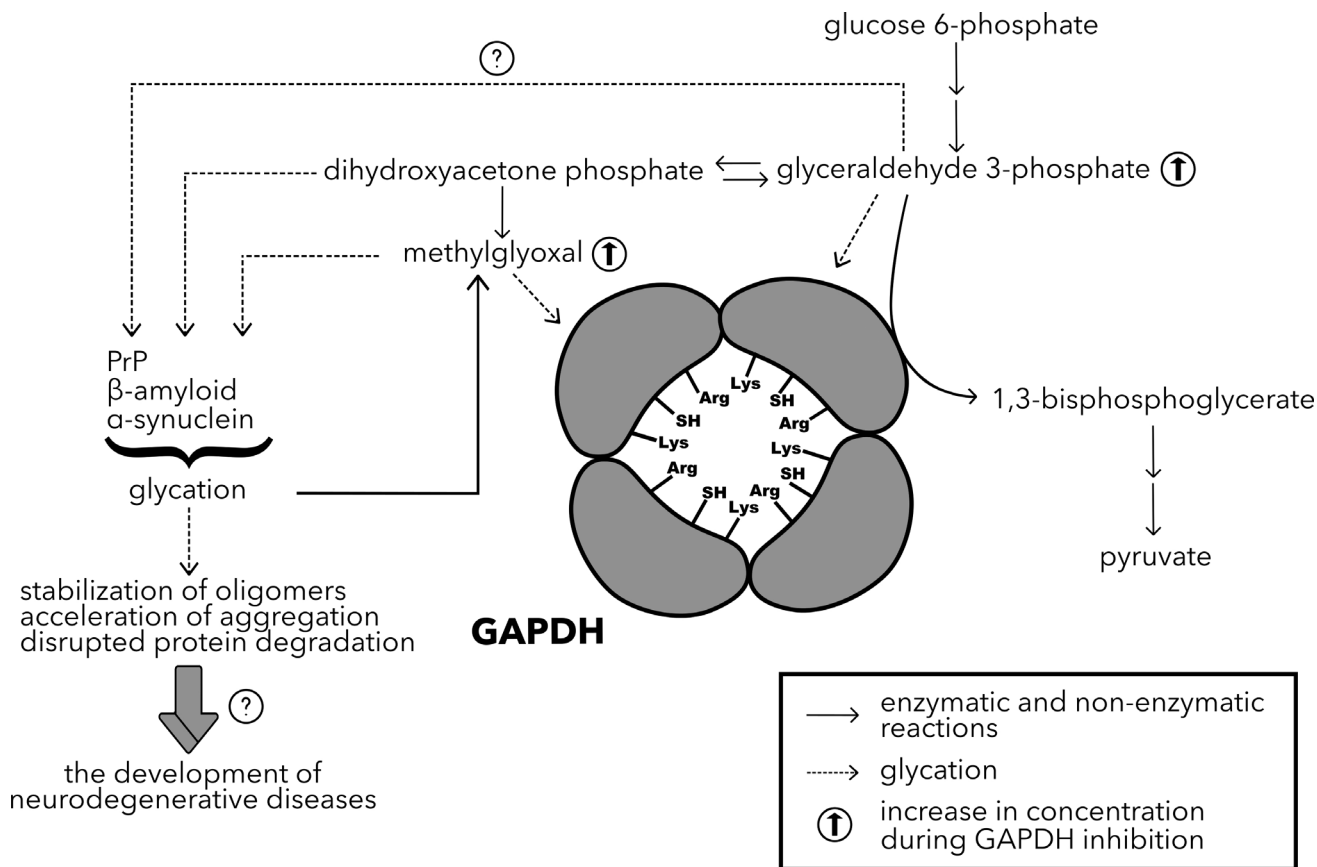 glucose 6-phosphate
?
dihydroxyacetone phosphate
glyceraldehyde 3-phosphate
methylglyoxal
PrP
β-amyloid
α-synuclein
glycation
stabilization of oligomers
acceleration of aggregation
disrupted protein degradation
?
the development of
neurodegenerative diseases
Arg
Lys
SH
SH
Arg
Lys
Lys
Arg
SH
SH
Arg
Lys
GAPDH
1,3-bisphosphoglycerate
pyruvate
enzymatic and non-enzymatic
reactions
glycation
increase in concentration
during GAPDH inhibition